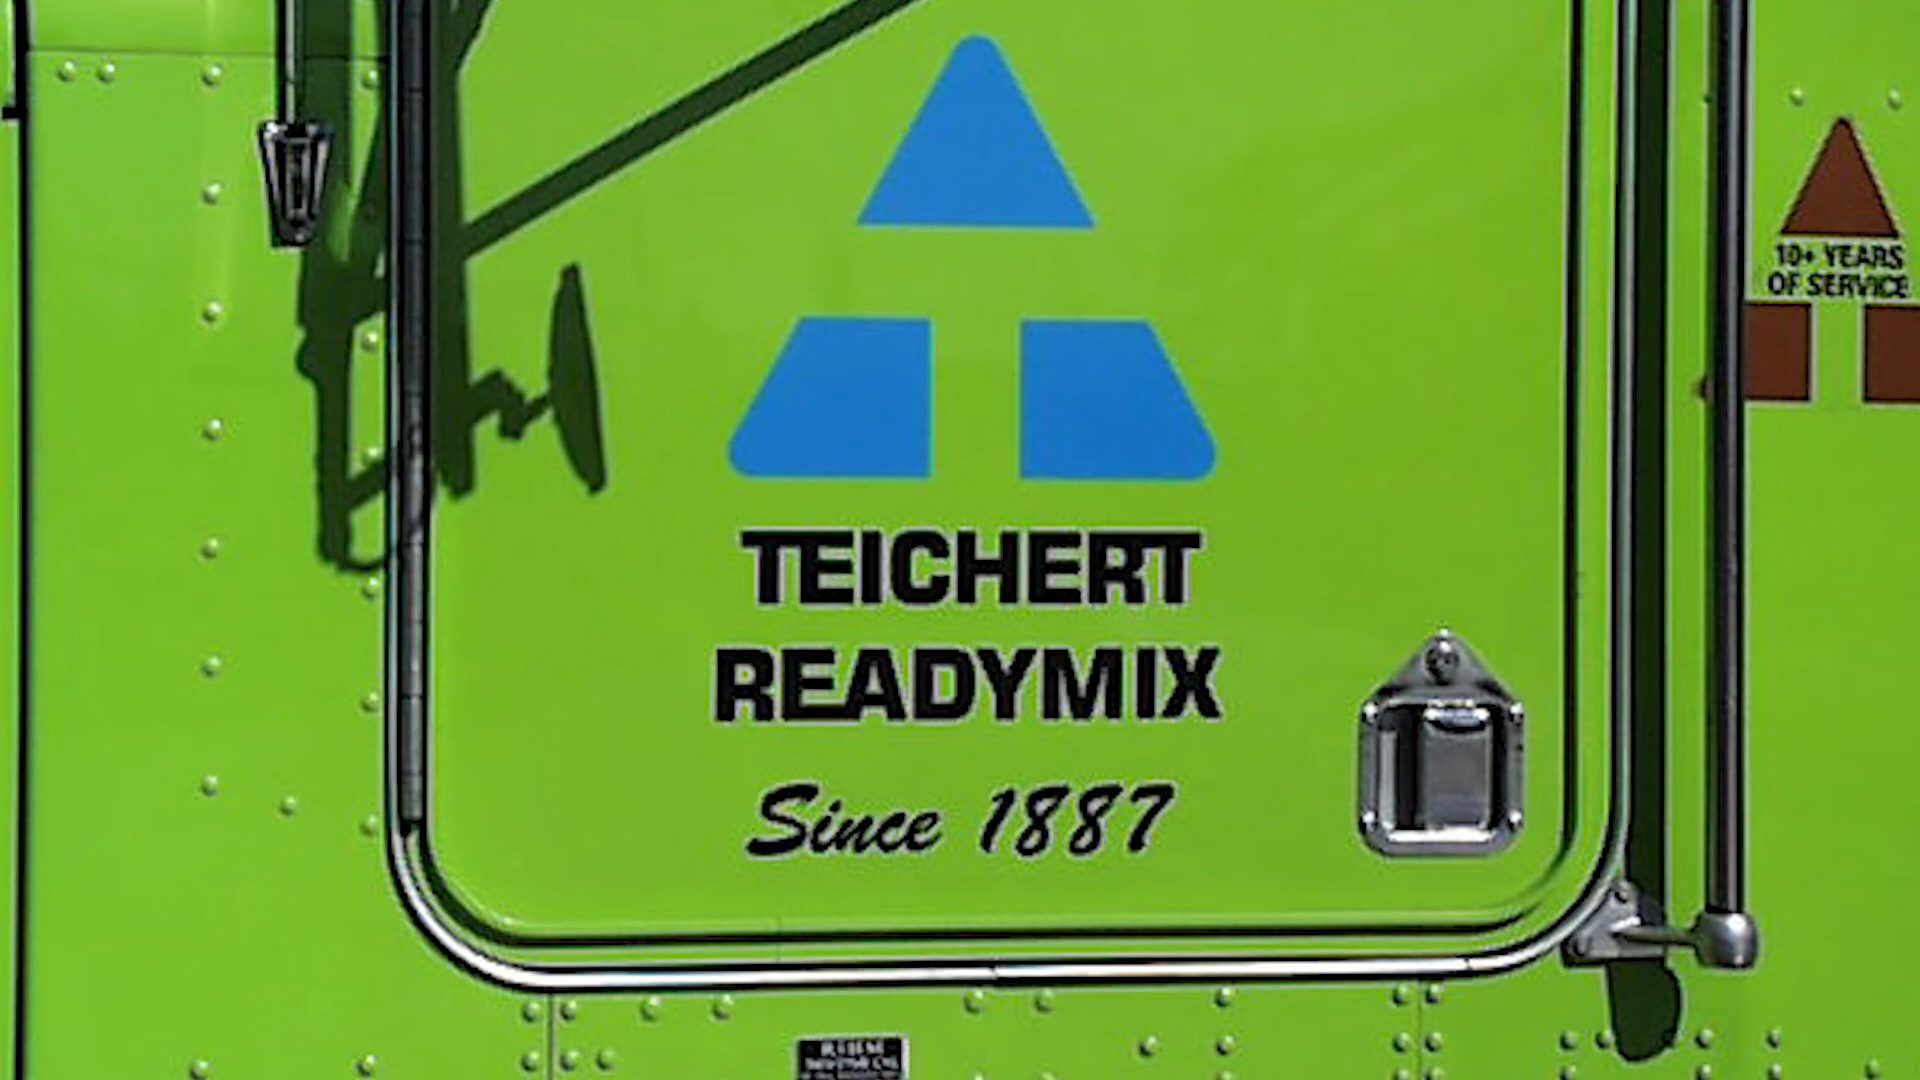 TEICHERT
READYMIX
Since 1887
10+ YEARS
OF SERVICE